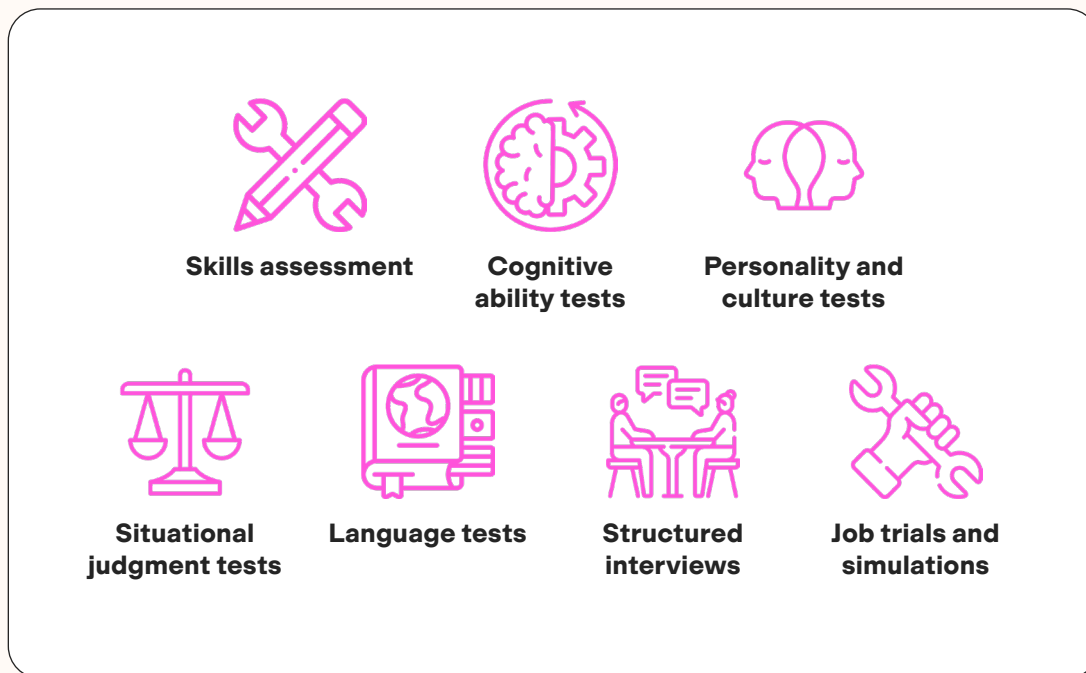 Skills assessment
Cognitive
ability tests
Personality and
culture tests
Situational
judgment tests
Language tests
Structured
interviews
Job trials and
simulations